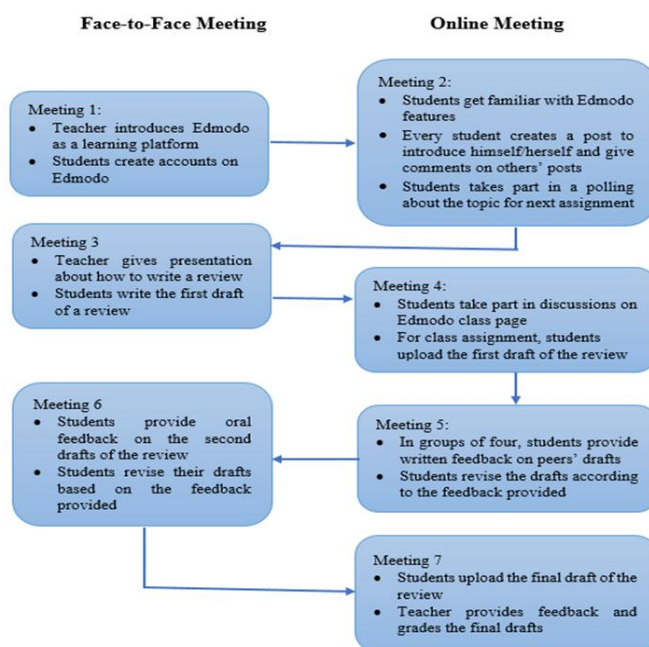 Face-to-Face Meeting
Online Meeting
Meeting 1:
• Teacher introduces Edmodo
as a learning platform
• Students create accounts on
Edmodo
Meeting 2:
• Students get familiar with Edmodo
features
• Every student creates a post to
introduce himself/herself and give
comments on others' posts
• Students takes part in a polling
about the topic for next assignment
Meeting 3
• Teacher gives presentation
about how to write a review
• Students write the first draft
of a review
Meeting 4:
• Students take part in discussions on
Edmodo class page
• For class assignment, students
upload the first draft of the review
Meeting 5:
• In groups of four, students provide
written feedback on peers' drafts
• Students revise the drafts according
to the feedback provided
Meeting 6
• Students provide oral
feedback on the second
drafts of the review
• Students revise their drafts
based on the feedback
provided
Meeting 7
• Students upload the final draft of the
review
• Teacher provides feedback and
grades the final drafts